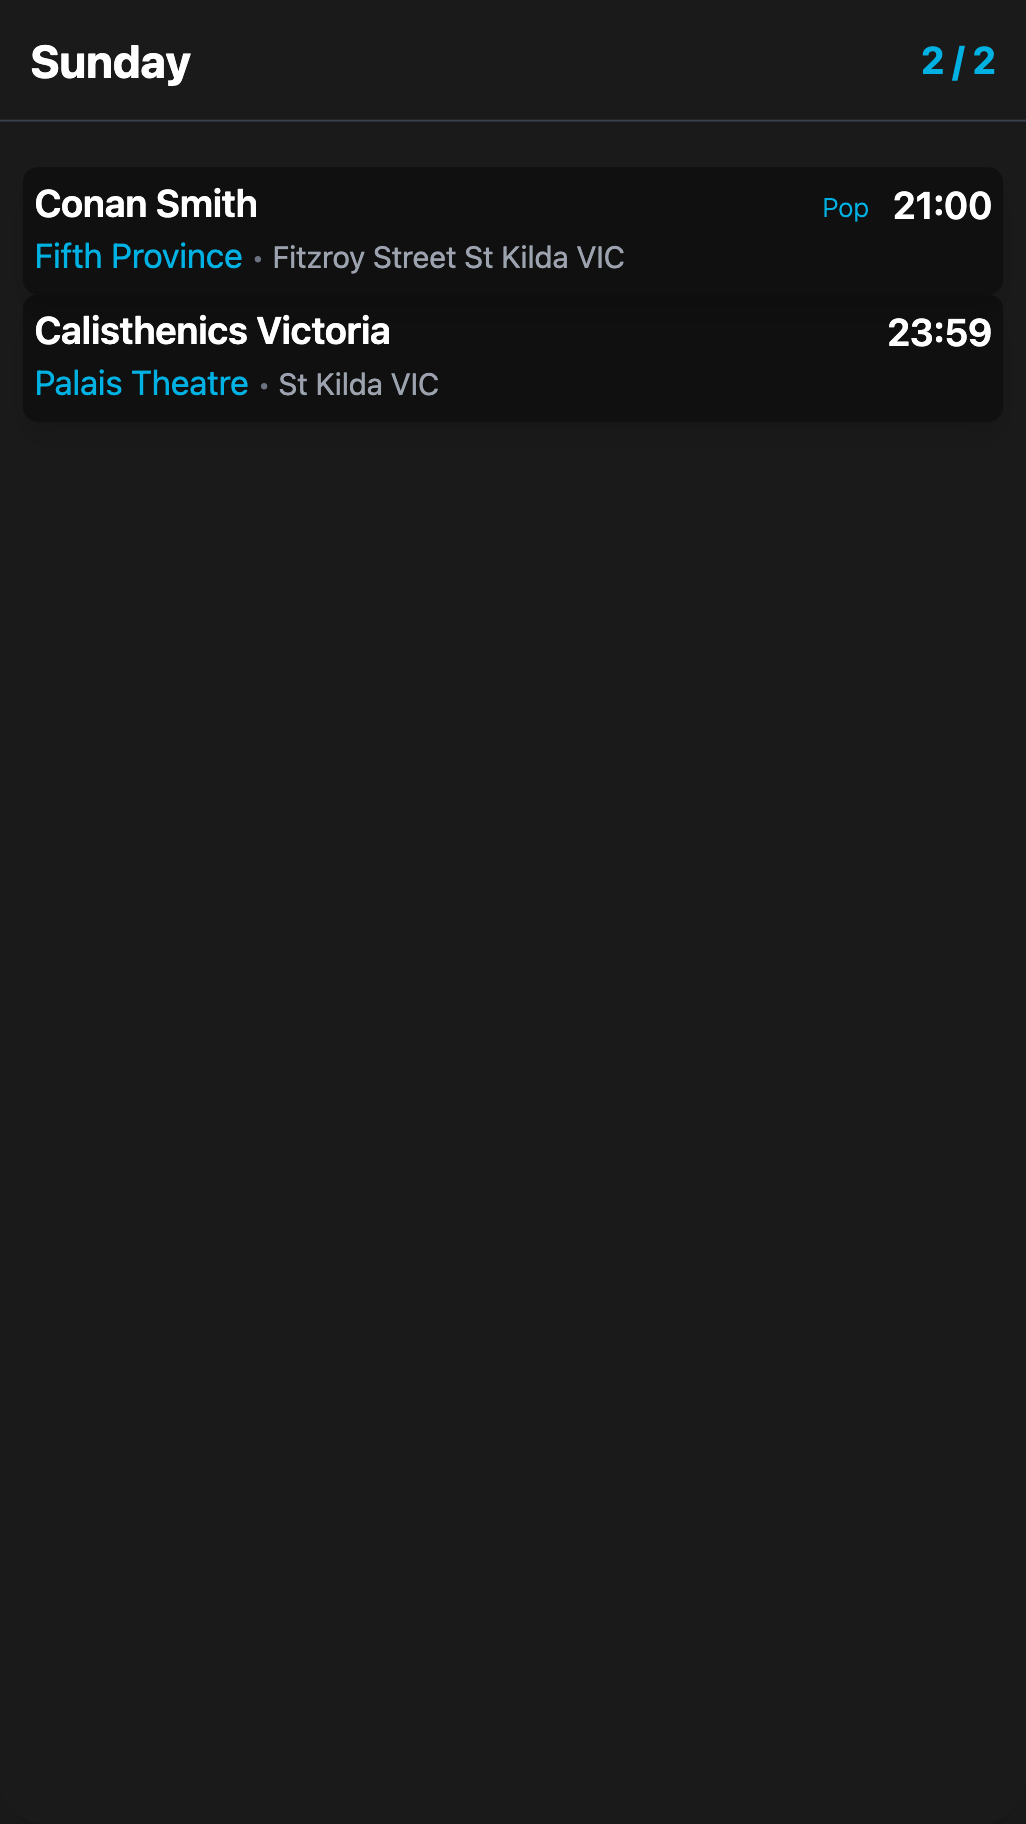 Sunday 2 / 2
Conan Smith Pop 21:00
Fifth Province • Fitzroy Street St Kilda VIC
Calisthenics Victoria 23:59
Palais Theatre • St Kilda VIC